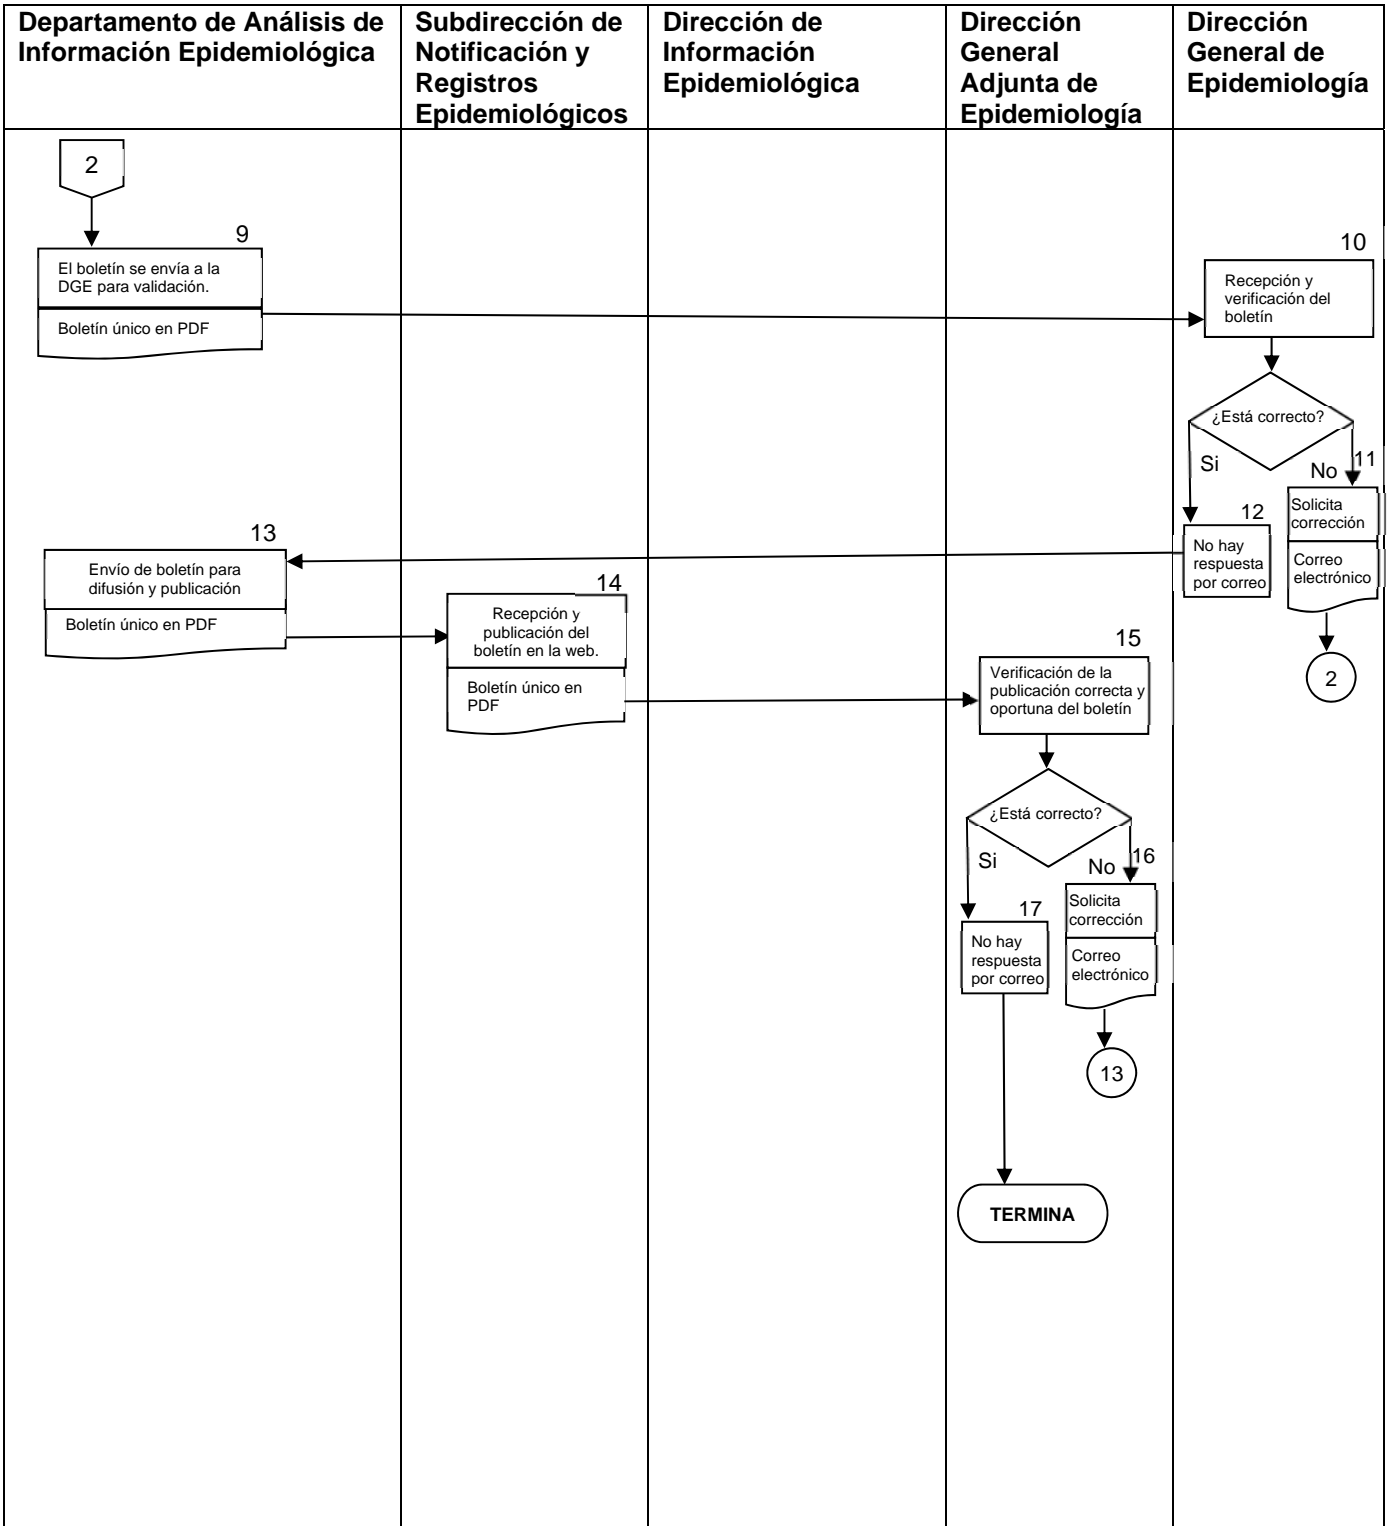 Departamento de Análisis de
Información Epidemiológica
Subdirección de
Notificación y
Registros
Epidemiológicos
Dirección de
Información
Epidemiológica
Dirección
General
Adjunta de
Epidemiología
Dirección
General de
Epidemiología
2
9
El boletín se envía a la
DGE para validación.
Boletín único en PDF
10
Recepción y
verificación del
boletín
¿Está correcto?
Si
No
11
Solicita
corrección
Correo
electrónico
2
12
No hay
respuesta
por correo
13
Envío de boletín para
difusión y publicación
Boletín único en PDF
14
Recepción y
publicación del
boletín en la web.
Boletín único en
PDF
15
Verificación de la
publicación correcta y
oportuna del boletín
¿Está correcto?
Si
No
16
Solicita
corrección
Correo
electrónico
13
17
No hay
respuesta
por correo
TERMINA